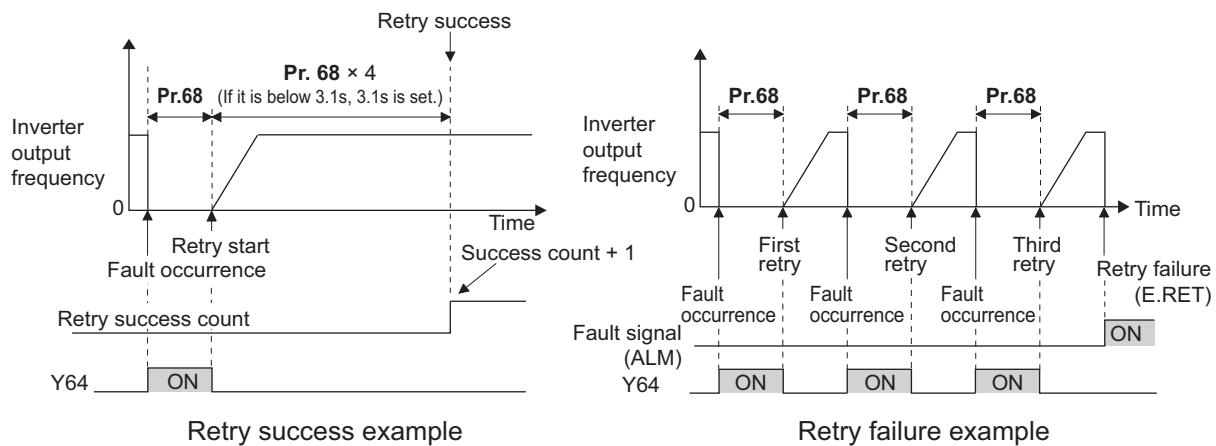 Retry success
Pr. 68 × 4
(If it is below 3.1s, 3.1s is set.)
Pr.68
Inverter
output
frequency
0
Time
Retry start
Fault occurrence
Success count + 1
Retry success count
Y64
ON
Retry success example
Pr.68
Pr.68
Pr.68
Inverter
output
frequency
0
Time
First
retry
Second
retry
Third
retry
Retry failure
(E.RET)
Fault
occurrence
Fault
occurrence
Fault
occurrence
Fault signal
(ALM)
ON
Y64
ON
ON
ON
Retry failure example